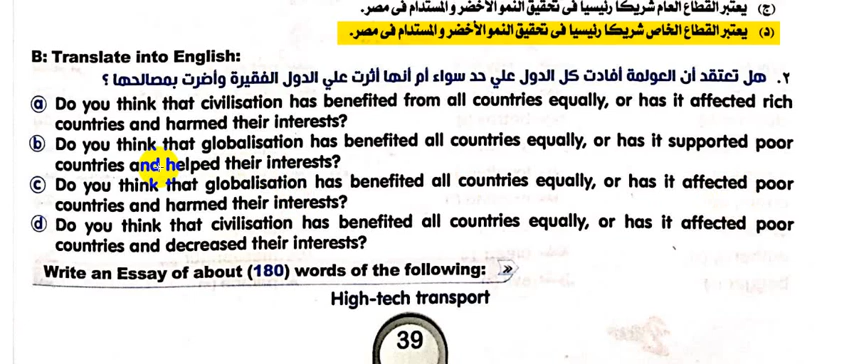 (ج) يعتبر القطاع العام شريكا رئيسيا فى تحقيق النمو الأخضر والمستدام فى مصر.
(د) يعتبر القطاع الخاص شريكا رئيسيا فى تحقيق النمو الأخضر والمستدام فى مصر.
B: Translate into English:
٢. هل تعتقد أن العولمة أفادت كل الدول علي حد سواء أم أنها أثرت علي الدول الفقيرة وأضرت بمصالحها ؟
ⓐ Do you think that civilisation has benefited from all countries equally, or has it affected rich
countries and harmed their interests?
ⓑ Do you think that globalisation has benefited all countries equally, or has it supported poor
countries and helped their interests?
ⓒ Do you think that globalisation has benefited all countries equally, or has it affected poor
countries and harmed their interests?
ⓓ Do you think that civilisation has benefited all countries equally, or has it affected poor
countries and decreased their interests?
Write an Essay of about (180) words of the following: »
High-tech transport
39